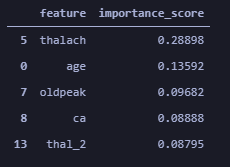 feature importance_score
5 thalach 0.28898
0 age 0.13592
7 oldpeak 0.09682
8 ca 0.08888
13 thal_2 0.08795